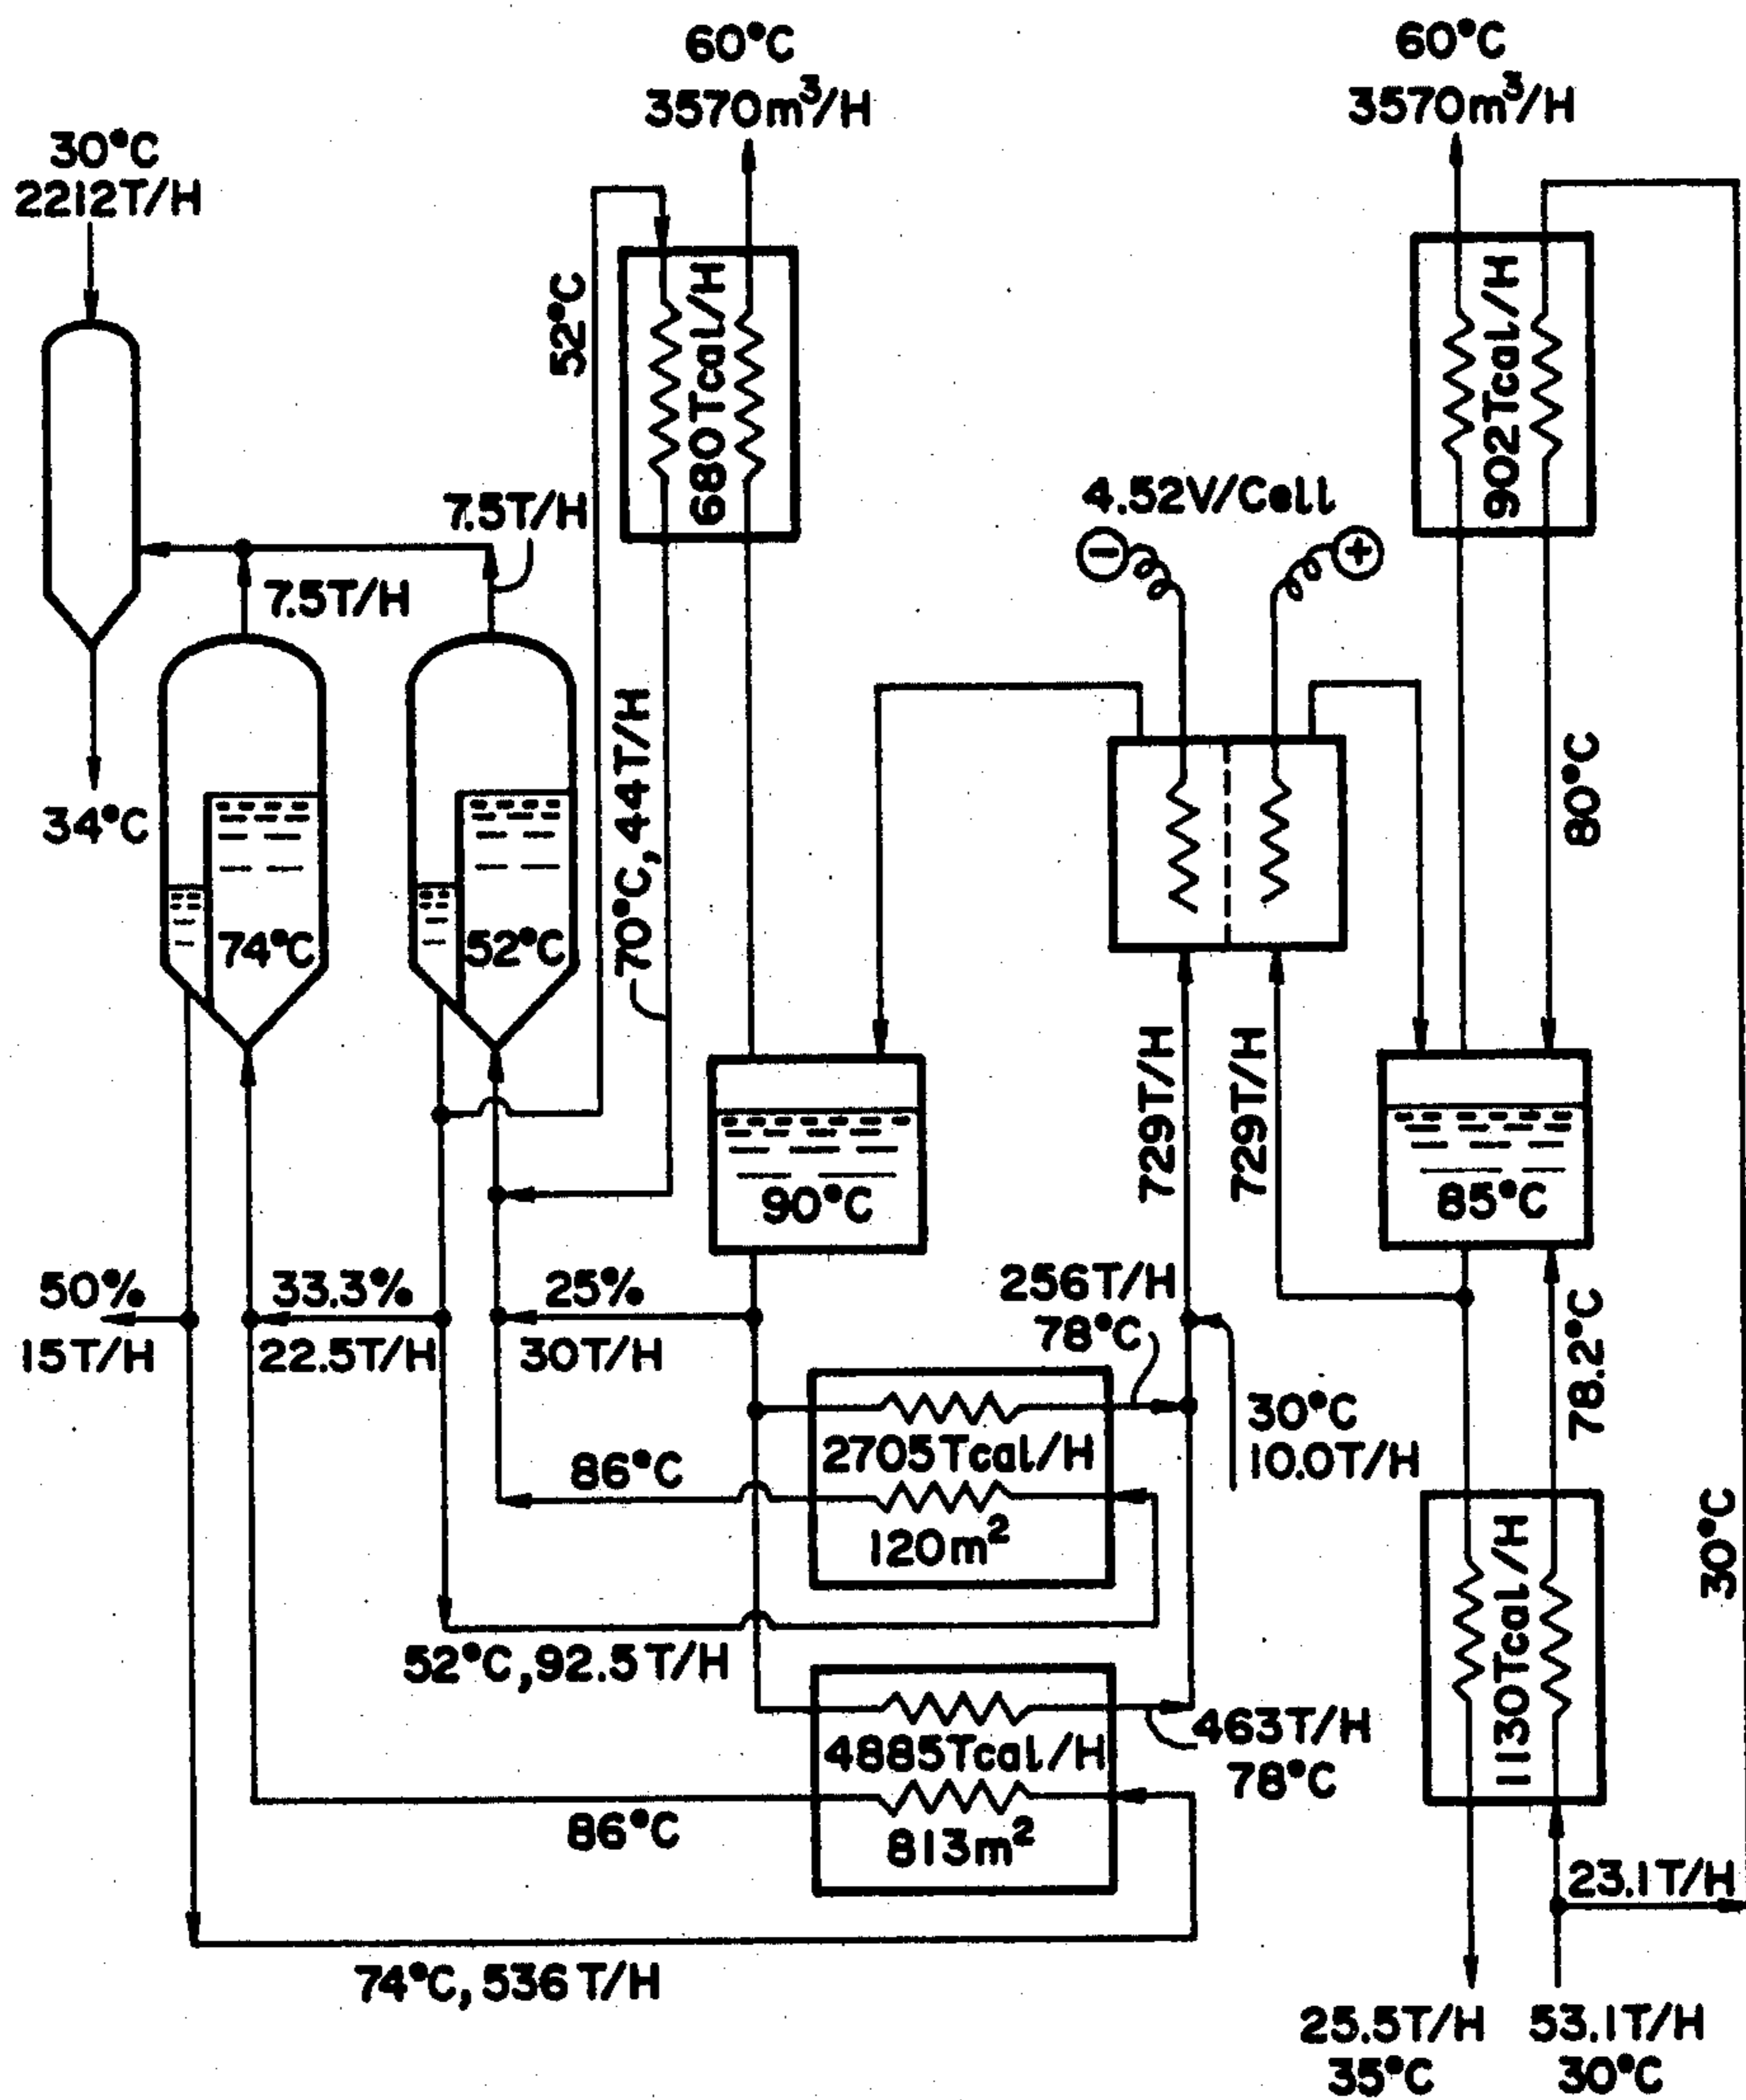 60°C
3570m³/H
60°C
3570m³/H
30°C
2212T/H
52°C
680Tcal/H
902Tcal/H
7.5T/H
4.52V/Cell
− +
7.5T/H
70°C, 44T/H
80°C
34°C
74°C
52°C
729T/H
729T/H
90°C
85°C
50%
15T/H
33.3%
22.5T/H
25%
30T/H
256T/H
78°C
78.2°C
30°C
10.0T/H
2705Tcal/H
86°C
120m²
30°C
1130Tcal/H
52°C, 92.5T/H
463T/H
78°C
4885Tcal/H
86°C
813m²
23.1T/H
74°C, 536T/H
25.5T/H
35°C
53.1T/H
30°C